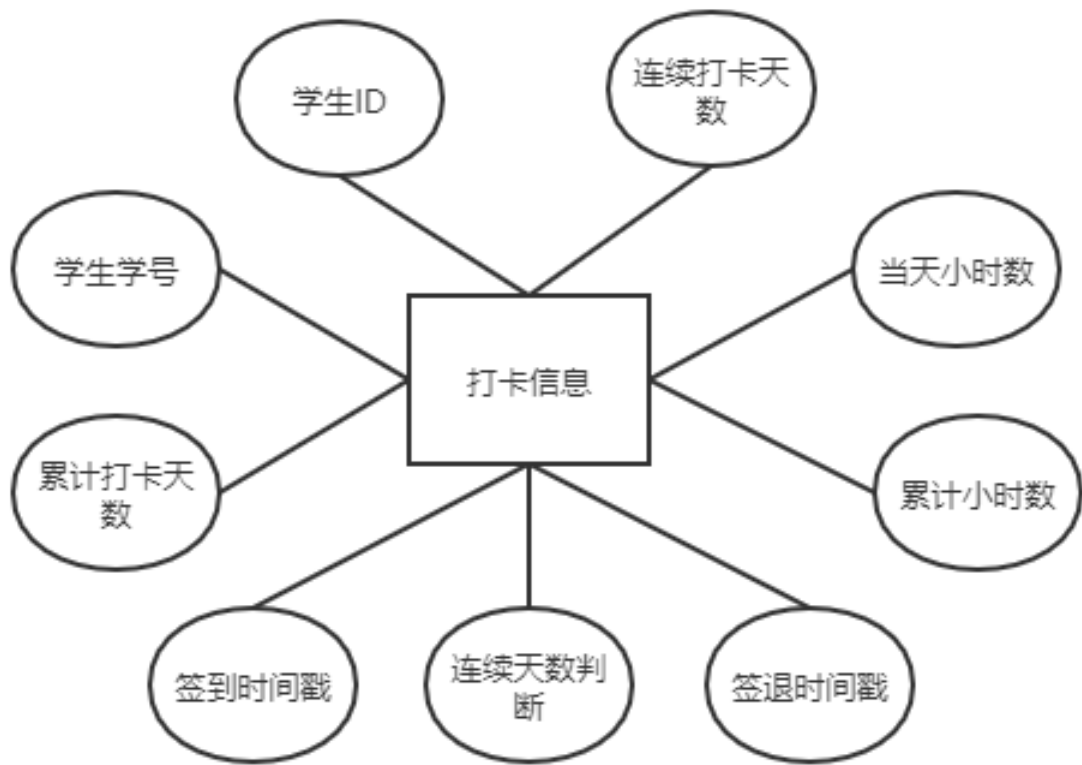 学生ID
连续打卡天
数
学生学号
当天小时数
打卡信息
累计打卡天
数
累计小时数
签到时间戳
连续天数判
断
签退时间戳